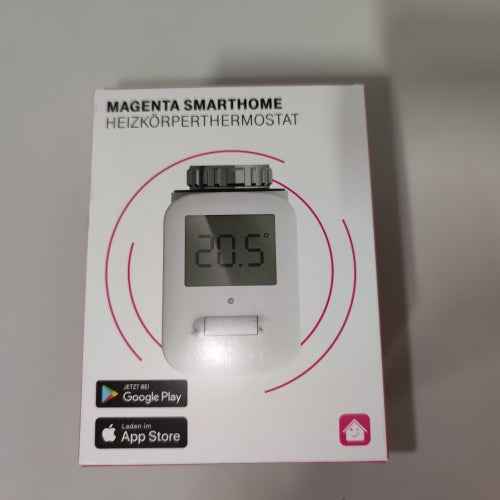 MAGENTA SMARTHOME
HEIZKÖRPERTHERMOSTAT
20.5°
JETZT BEI
Google Play
Laden im
App Store